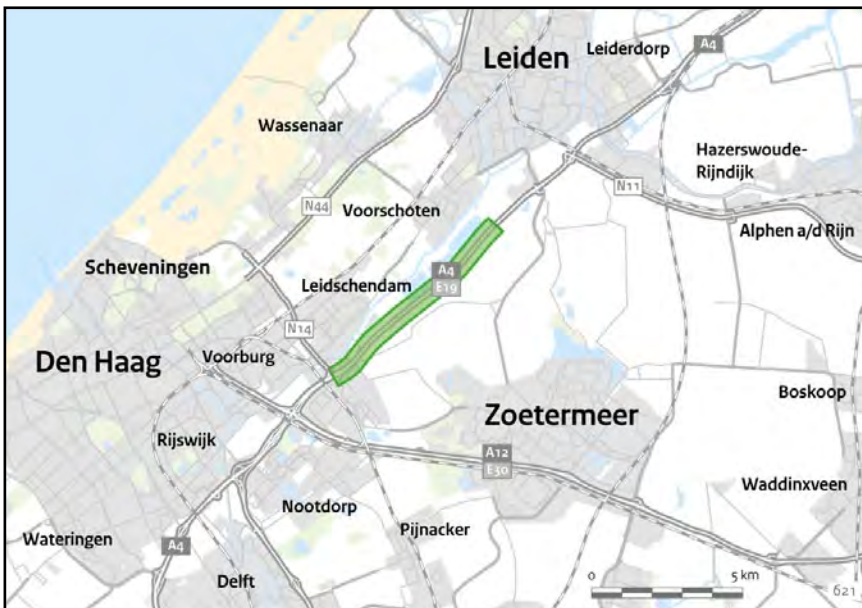 Leiden
Leiderdorp
A4
Wassenaar
Hazerswoude-
Rijndijk
N11
N44
Voorschoten
Alphen a/d Rijn
Scheveningen
Leidschendam
A4
E19
N14
Den Haag
Voorburg
Boskoop
Zoetermeer
Rijswijk
A12
E30
Waddinxveen
Nootdorp
Pijnacker
Wateringen
A4
Delft
0
5 km
621